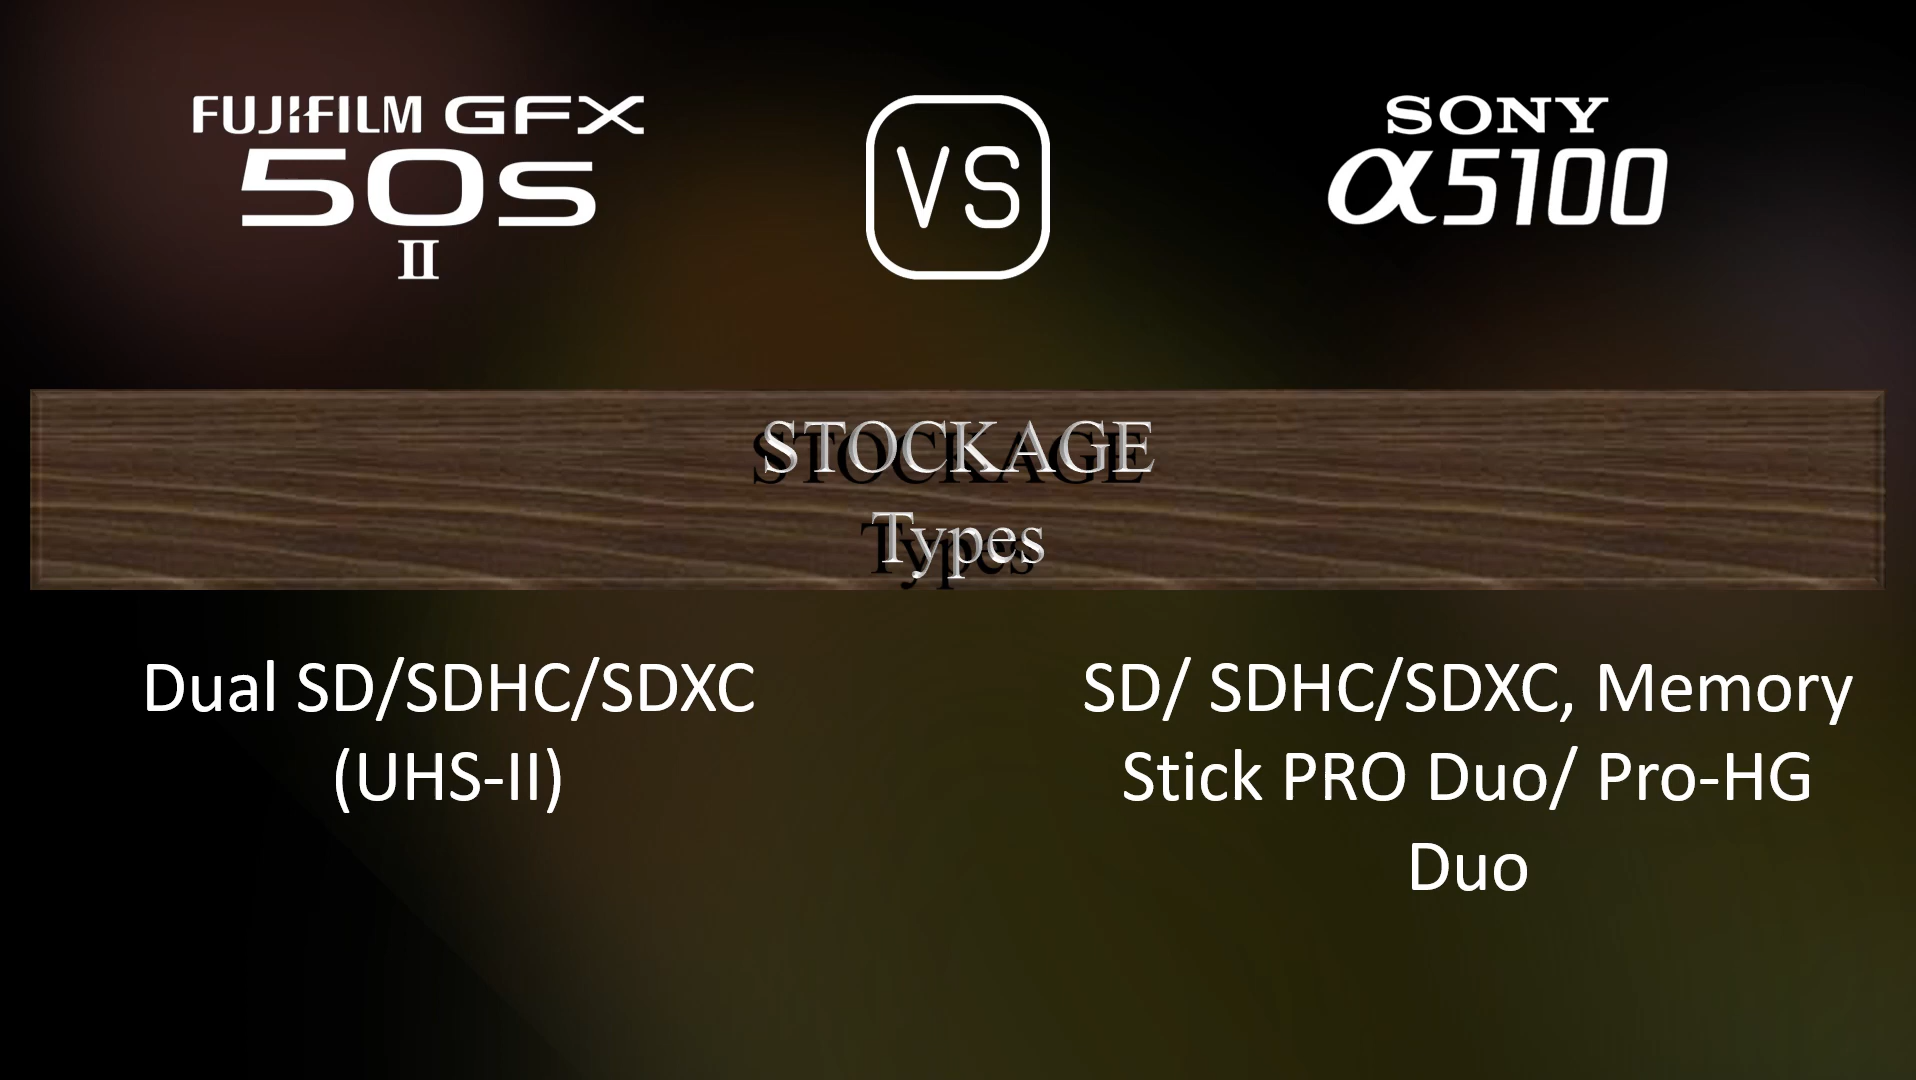 FUJIFILM GFX
50S
II
VS
SONY
α5100
STOCKAGE
Types
Dual SD/SDHC/SDXC
(UHS-II)
SD/ SDHC/SDXC, Memory
Stick PRO Duo/ Pro-HG
Duo